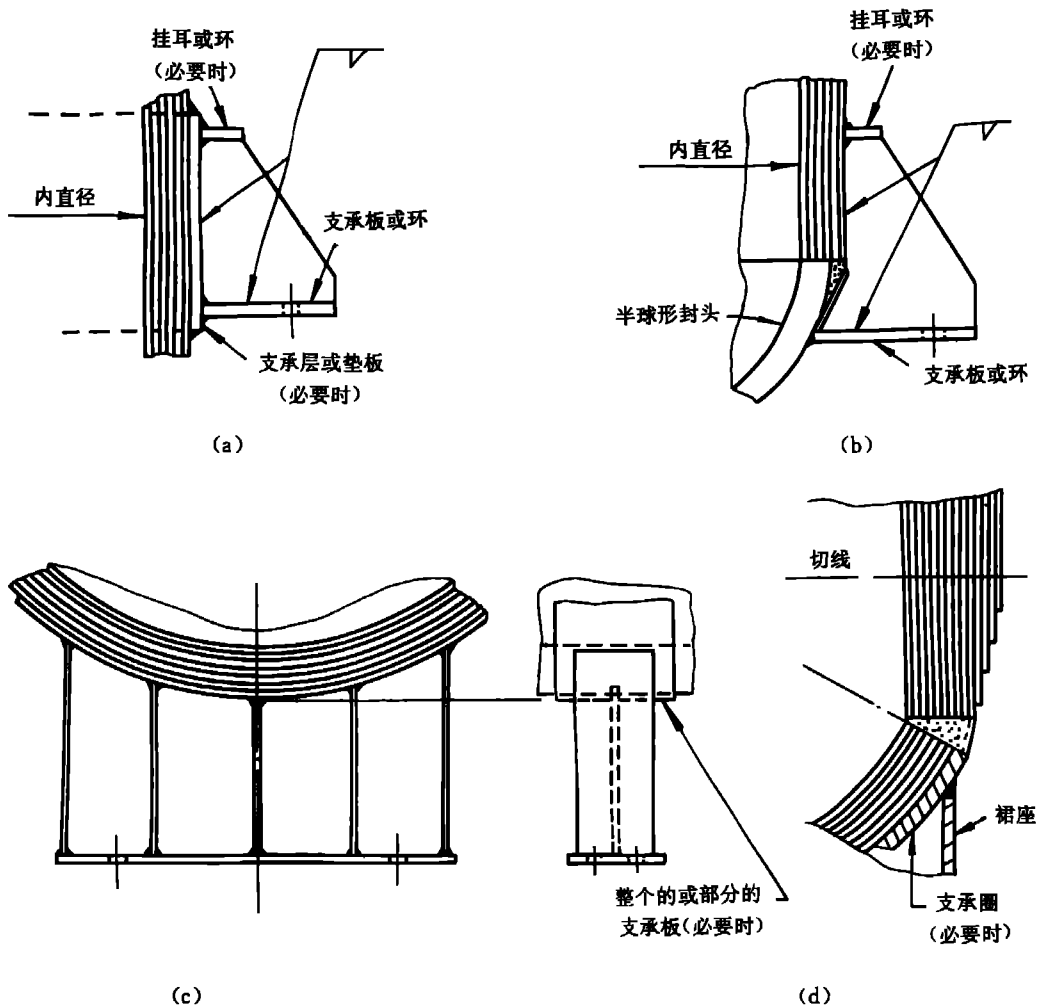 挂耳或环
(必要时)
内直径
支承板或环
支承层或垫板
(必要时)
(a)
挂耳或环
(必要时)
内直径
半球形封头
支承板或环
(b)
切线
整个的或部分的
支承板(必要时)
裙座
支承圈
(必要时)
(c)
(d)